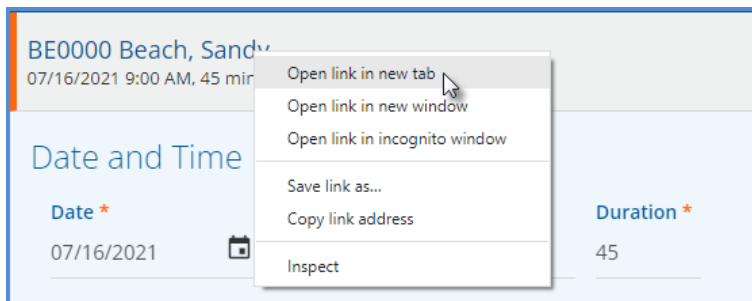 BE0000 Beach, Sandy
07/16/2021 9:00 AM, 45 min
Open link in new tab
Open link in new window
Open link in incognito window
Date and Time
Save link as...
Copy link address
Date *
Duration *
07/16/2021
45
Inspect